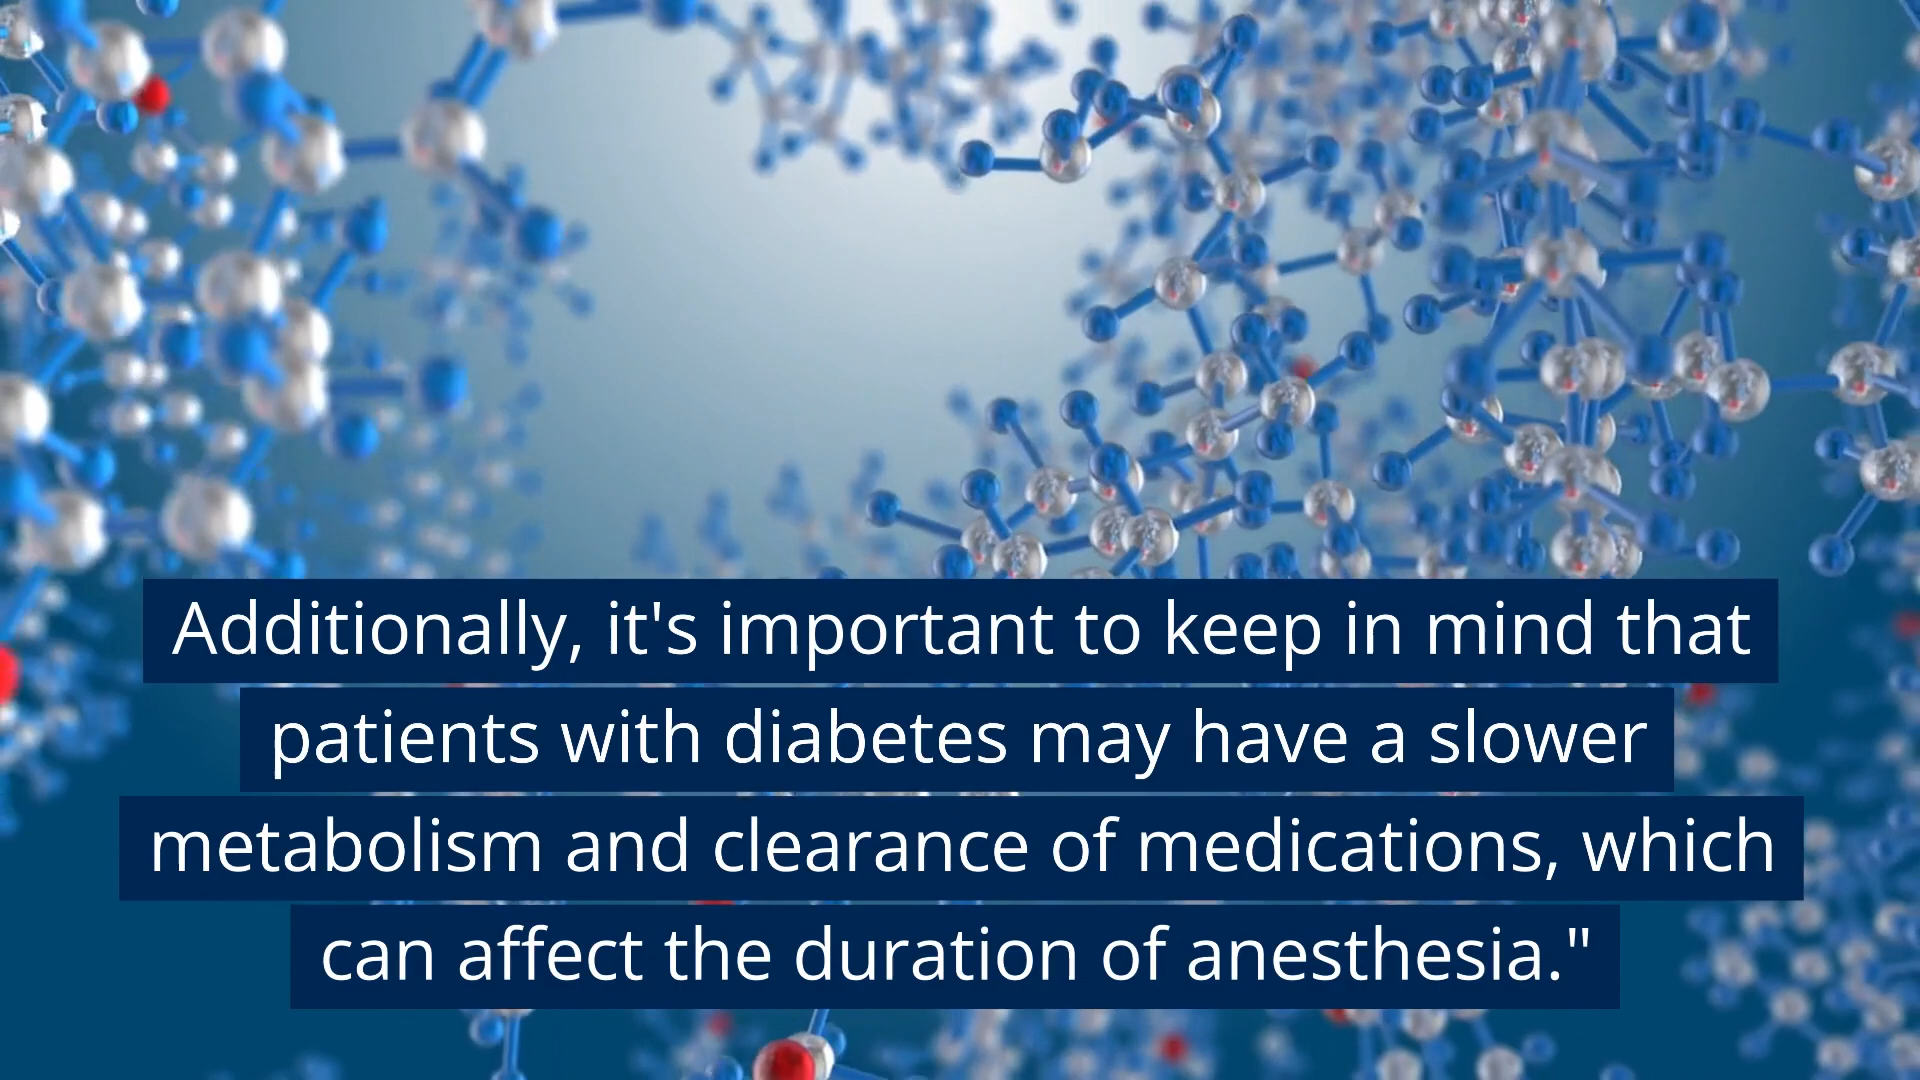 Additionally, it's important to keep in mind that
patients with diabetes may have a slower
metabolism and clearance of medications, which
can affect the duration of anesthesia."